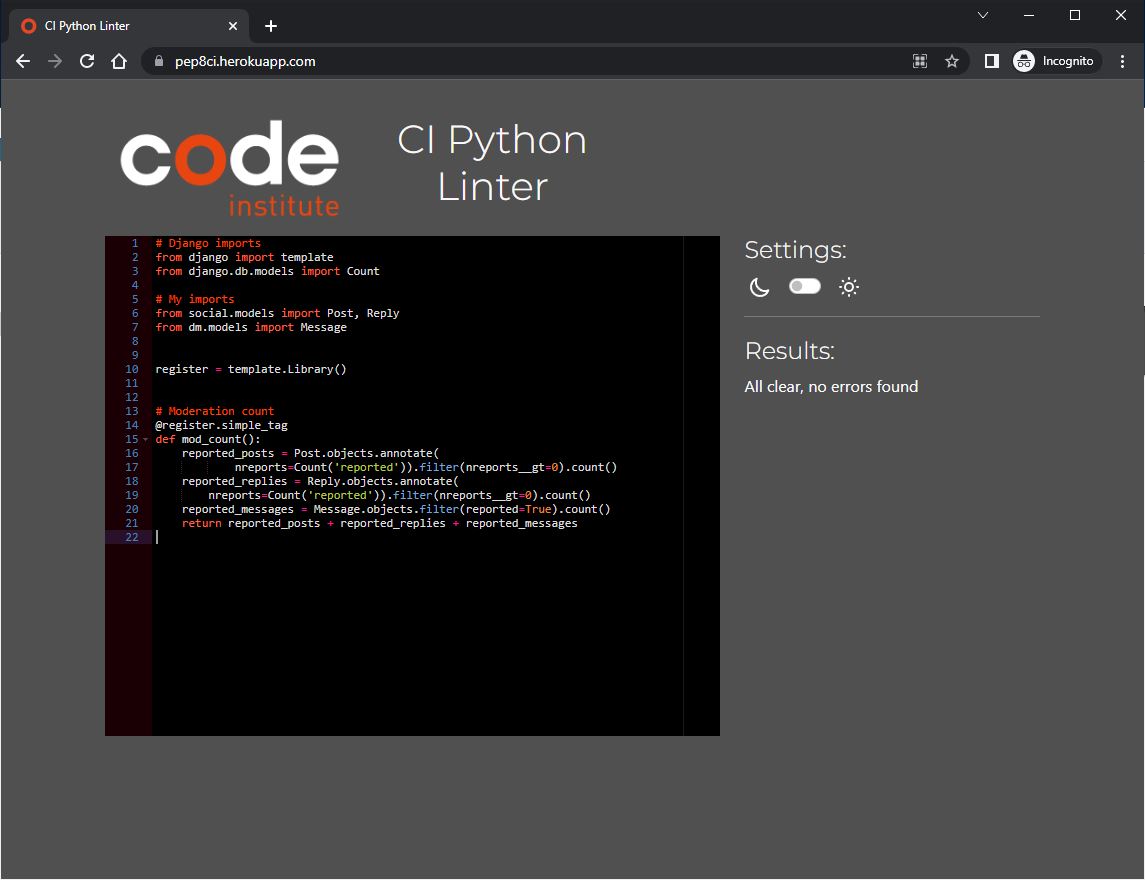 CI Python Linter
pep8ci.herokuapp.com
Incognito
code
institute
CI Python
Linter
1 # Django imports
2 from django import template
3 from django.db.models import Count
4
5 # My imports
6 from social.models import Post, Reply
7 from dm.models import Message
8
9
10 register = template.Library()
11
12
13 # Moderation count
14 @register.simple_tag
15 def mod_count():
16     reported_posts = Post.objects.annotate(
17             nreports=Count('reported')).filter(nreports__gt=0).count()
18     reported_replies = Reply.objects.annotate(
19         nreports=Count('reported')).filter(nreports__gt=0).count()
20     reported_messages = Message.objects.filter(reported=True).count()
21     return reported_posts + reported_replies + reported_messages
22
Settings:
Results:
All clear, no errors found